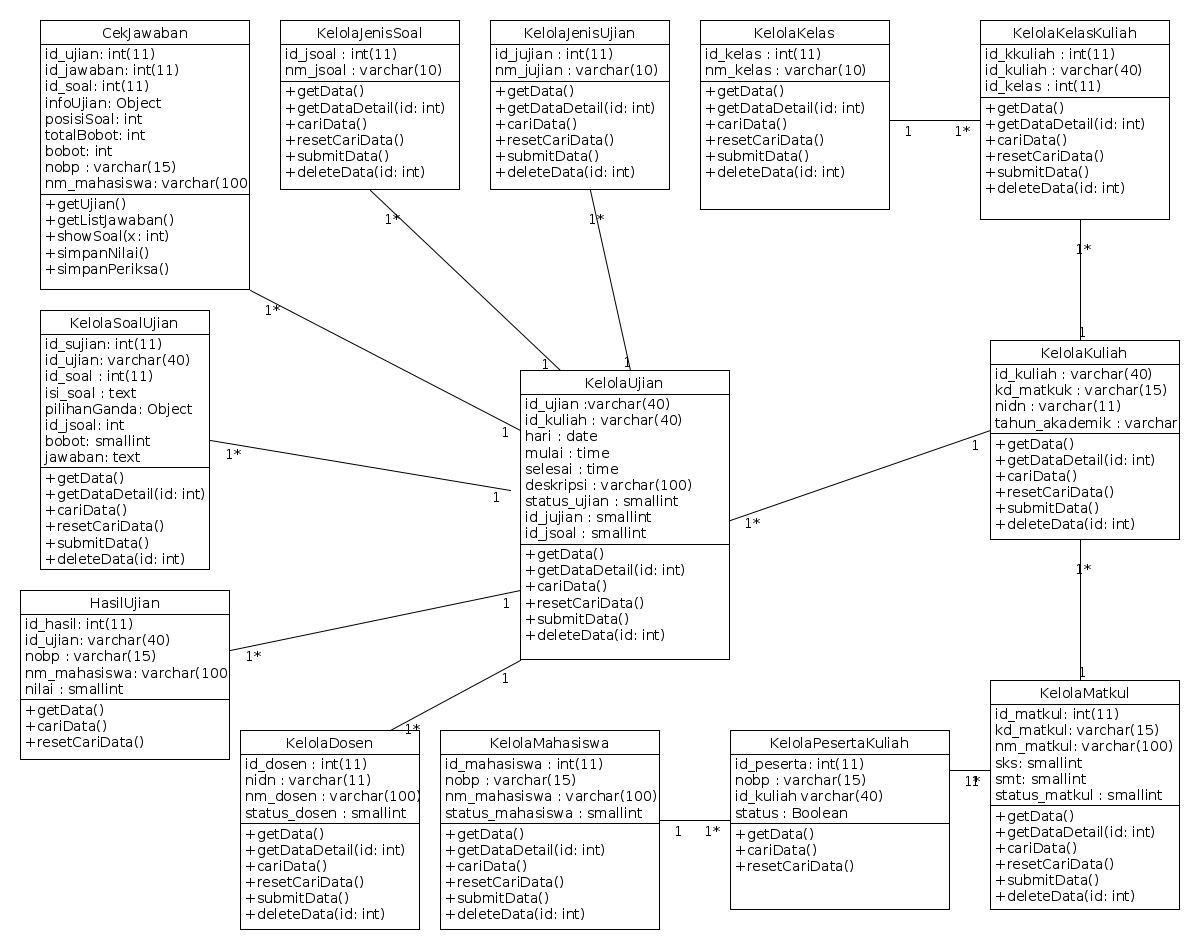 CekJawaban
id_ujian: int(11)
id_jawaban: int(11)
id_soal: int(11)
infoUjian: Object
posisiSoal: int
totalBobot: int
bobot: int
nobp : varchar(15)
nm_mahasiswa: varchar(100
+getUjian()
+getListJawaban()
+showSoal(x: int)
+simpanNilai()
+simpanPeriksa()
KelolaJenisSoal
id_jsoal : int(11)
nm_jsoal : varchar(10)
+getData()
+getDataDetail(id: int)
+cariData()
+resetCariData()
+submitData()
+deleteData(id: int)
KelolaJenisUjian
id_jujian : int(11)
nm_jujian : varchar(10)
+getData()
+getDataDetail(id: int)
+cariData()
+resetCariData()
+submitData()
+deleteData(id: int)
KelolaKelas
id_kelas : int(11)
nm_kelas : varchar(10)
+getData()
+getDataDetail(id: int)
+cariData()
+resetCariData()
+submitData()
+deleteData(id: int)
1
1*
KelolaKelasKuliah
id_kkuliah : int(11)
id_kuliah : varchar(40)
id_kelas : int(11)
+getData()
+getDataDetail(id: int)
+cariData()
+resetCariData()
+submitData()
+deleteData(id: int)
1*
1*
1*
1*
1
1
1
KelolaSoalUjian
id_sujian: int(11)
id_ujian: varchar(40)
id_soal : int(11)
isi_soal : text
pilihanGanda: Object
id_jsoal: int
bobot: smallint
jawaban: text
+getData()
+getDataDetail(id: int)
+cariData()
+resetCariData()
+submitData()
+deleteData(id: int)
1*
1
1
KelolaUjian
id_ujian :varchar(40)
id_kuliah : varchar(40)
hari : date
mulai : time
selesai : time
deskripsi : varchar(100)
status_ujian : smallint
id_jujian : smallint
id_jsoal : smallint
+getData()
+getDataDetail(id: int)
+cariData()
+resetCariData()
+submitData()
+deleteData(id: int)
1
1*
KelolaKuliah
id_kuliah : varchar(40)
kd_matkuk : varchar(15)
nidn : varchar(11)
tahun_akademik : varchar
+getData()
+getDataDetail(id: int)
+cariData()
+resetCariData()
+submitData()
+deleteData(id: int)
1*
1
HasilUjian
id_hasil: int(11)
id_ujian: varchar(40)
nobp : varchar(15)
nm_mahasiswa: varchar(100
nilai : smallint
+getData()
+cariData()
+resetCariData()
1*
1
1
1*
KelolaDosen
id_dosen : int(11)
nidn : varchar(11)
nm_dosen : varchar(100)
status_dosen : smallint
+getData()
+getDataDetail(id: int)
+cariData()
+resetCariData()
+submitData()
+deleteData(id: int)
KelolaMahasiswa
id_mahasiswa : int(11)
nobp : varchar(15)
nm_mahasiswa : varchar(100)
status_mahasiswa : smallint
+getData()
+getDataDetail(id: int)
+cariData()
+resetCariData()
+submitData()
+deleteData(id: int)
1
1*
KelolaPesertaKuliah
id_peserta: int(11)
nobp : varchar(15)
id_kuliah varchar(40)
status : Boolean
+getData()
+cariData()
+resetCariData()
1
1*
KelolaMatkul
id_matkul: int(11)
kd_matkul: varchar(15)
nm_matkul: varchar(100)
sks: smallint
smt: smallint
status_matkul : smallint
+getData()
+getDataDetail(id: int)
+cariData()
+resetCariData()
+submitData()
+deleteData(id: int)